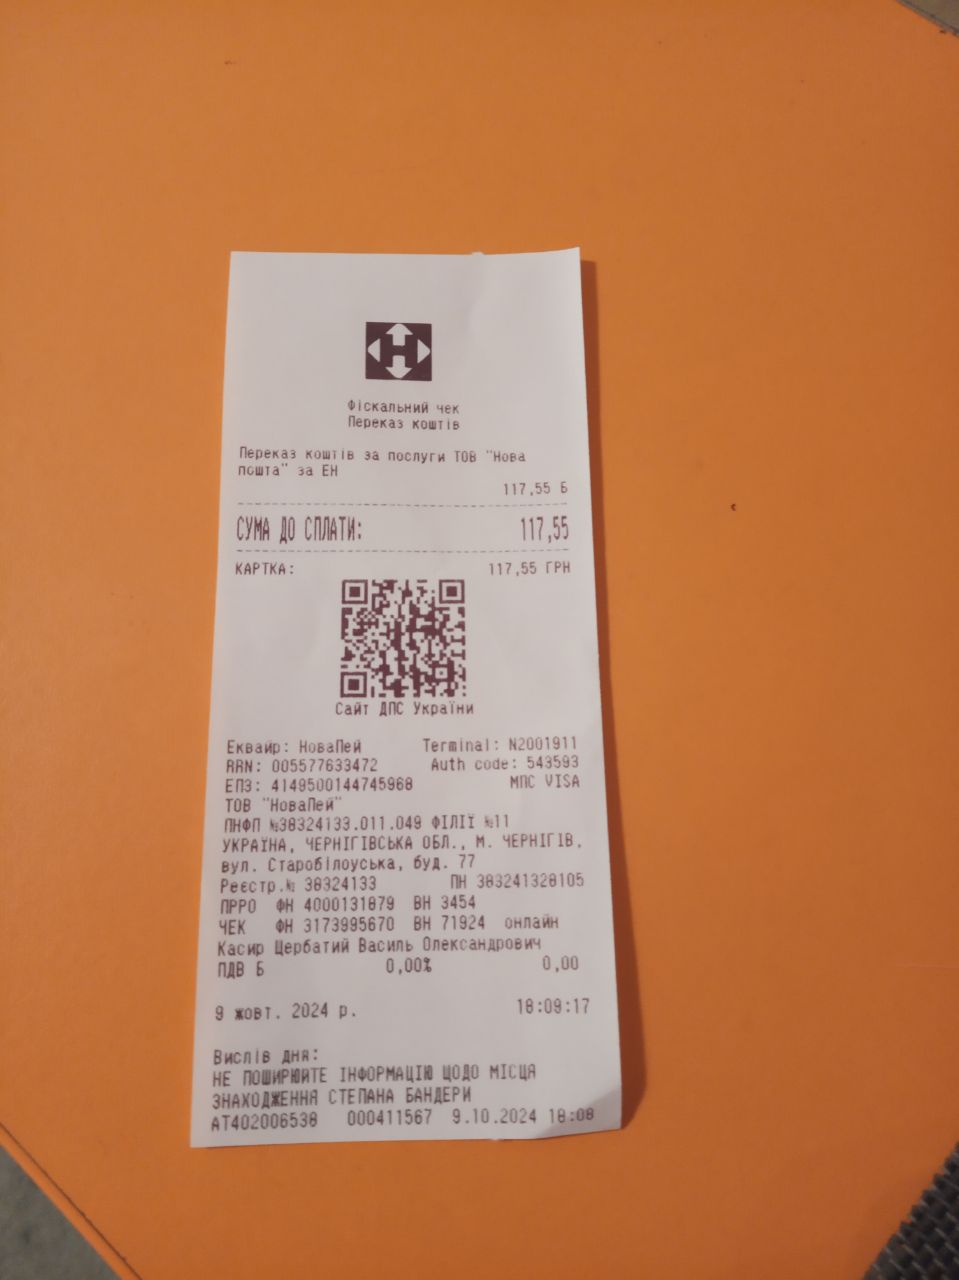 Фіскальний чек
Переказ коштів
Переказ коштів за послуги ТОВ "Нова
пошта" за ЕН
117,55 Б
СУМА ДО СПЛАТИ: 117,55
КАРТКА: 117,55 ГРН
Сайт ДПС України
Еквайр: НоваПей Terminal: N2001911
RRN: 005577633472 Auth code: 543593
ЕПЗ: 4149500144745968 МПС VISA
ТОВ "НоваПей"
ПНФП №38324133.011.049 ФІЛІЇ №11
УКРАЇНА, ЧЕРНІГІВСЬКА ОБЛ., М. ЧЕРНІГІВ,
вул. Старобілоуська, буд. 77
Реєстр.№ 38324133 ПН 383241328105
ПРРО ФН 4000131879 ВН 3454
ЧЕК ФН 3173995670 ВН 71924 онлайн
Касир Щербатий Василь Олександрович
ПДВ Б 0,00% 0,00
9 жовт. 2024 р. 18:09:17
Вислів дня:
НЕ ПОШИРЮЙТЕ ІНФОРМАЦІЮ ЩОДО МІСЦЯ
ЗНАХОДЖЕННЯ СТЕПАНА БАНДЕРИ
АТ402006538 000411567 9.10.2024 18:08